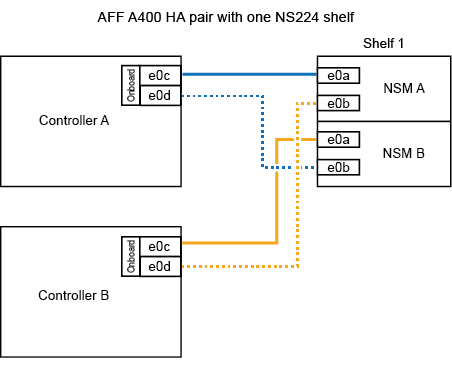 AFF A400 HA pair with one NS224 shelf
Shelf 1
Controller A
Onboard
e0c
e0d
e0a
e0b
NSM A
e0a
e0b
NSM B
Controller B
Onboard
e0c
e0d